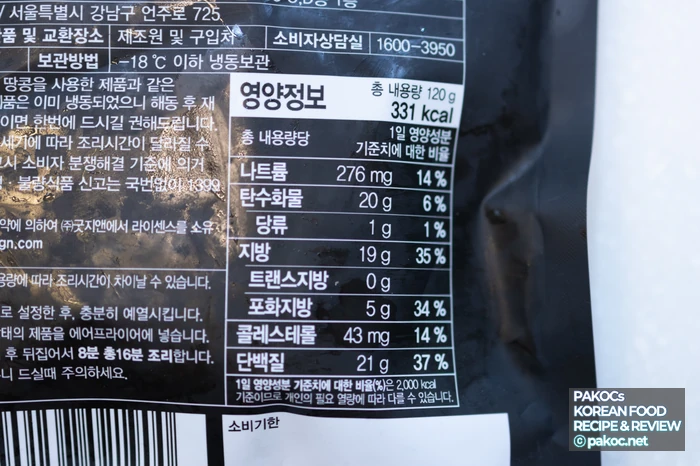 / 서울특별시 강남구 언주로 725,
품 및 교환장소 제조원 및 구입처 소비자상담실 1600-3950
보관방법 -18 ℃ 이하 냉동보관
땅콩을 사용한 제품과 같은
제품은 이미 냉동되었으니 해동 후 재
이면 한번에 드시길 권해드립니다.
세기에 따라 조리시간이 달라질 수
고시 소비자 분쟁해결 기준에 의거
불량식품 신고는 국번없이 1399
약에 의하여 ㈜굿지앤에서 라이센스를 소유
gn.com
용량에 따라 조리시간이 차이날 수 있습니다.
로 설정한 후, 충분히 예열시킵니다.
상태의 제품을 에어프라이어에 넣습니다.
후 뒤집어서 8분 총16분 조리합니다.
니 드실때 주의하세요.
영양정보 총 내용량 120 g
331 kcal
총 내용량당 1일 영양성분
기준치에 대한 비율
나트륨 276 mg 14 %
탄수화물 20 g 6 %
당류 1 g 1 %
지방 19 g 35 %
트랜스지방 0 g
포화지방 5 g 34 %
콜레스테롤 43 mg 14 %
단백질 21 g 37 %
1일 영양성분 기준치에 대한 비율(%)은 2,000 kcal
기준이므로 개인의 필요 열량에 따라 다를 수 있습니다.
소비기한
PAKOCs
KOREAN FOOD
RECIPE & REVIEW
ⓒ pakoc.net